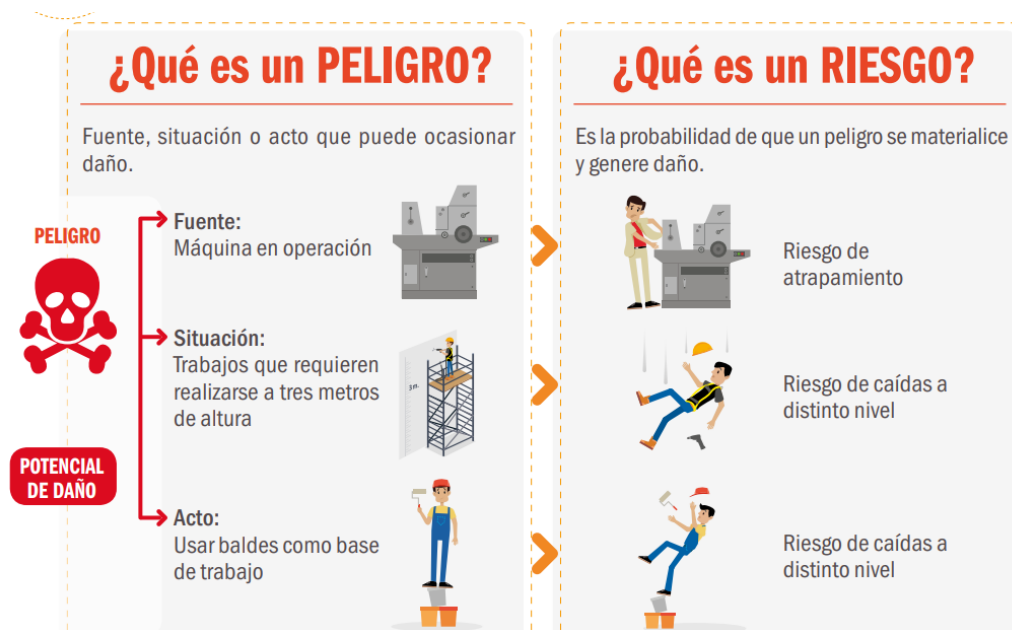 ¿Qué es un PELIGRO?
Fuente, situación o acto que puede ocasionar
daño.
PELIGRO
Fuente:
Máquina en operación
Situación:
Trabajos que requieren
realizarse a tres metros
de altura
3 m.
POTENCIAL
DE DAÑO
Acto:
Usar baldes como base
de trabajo
¿Qué es un RIESGO?
Es la probabilidad de que un peligro se materialice
y genere daño.
Riesgo de
atrapamiento
Riesgo de caídas a
distinto nivel
Riesgo de caídas a
distinto nivel